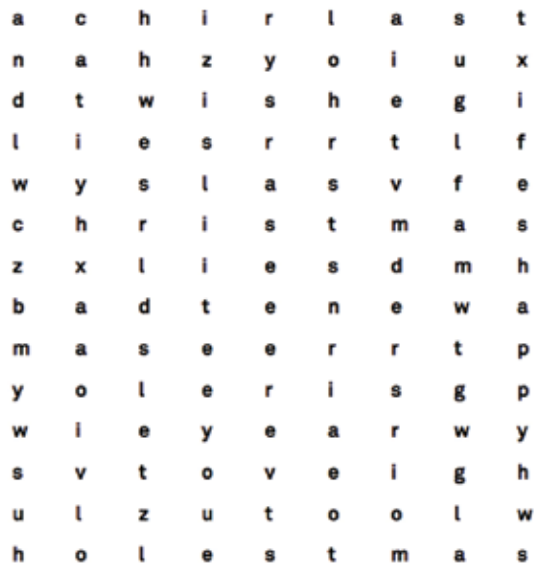 a c h i r l a s t
n a h z y o i u x
d t w i s h e g i
l i e s r r t l f
w y s l a s v f e
c h r i s t m a s
z x l i e s d m h
b a d t e n e w a
m a s e e r r t p
y o l e r i s g p
w i e y e a r w y
s v t o v e i g h
u l z u t o o l w
h o l e s t m a s